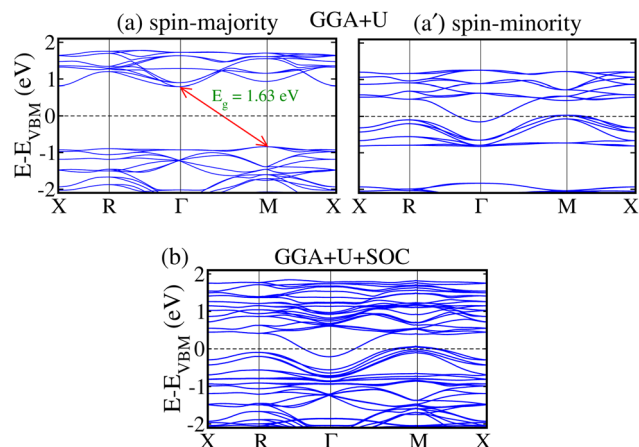 (a) spin-majority GGA+U (a′) spin-minority
2
1
0
-1
-2
E-E_VBM (eV)
E_g = 1.63 eV
X R Γ M X X R Γ M X
(b) GGA+U+SOC
2
1
0
-1
-2
E-E_VBM (eV)
X R Γ M X